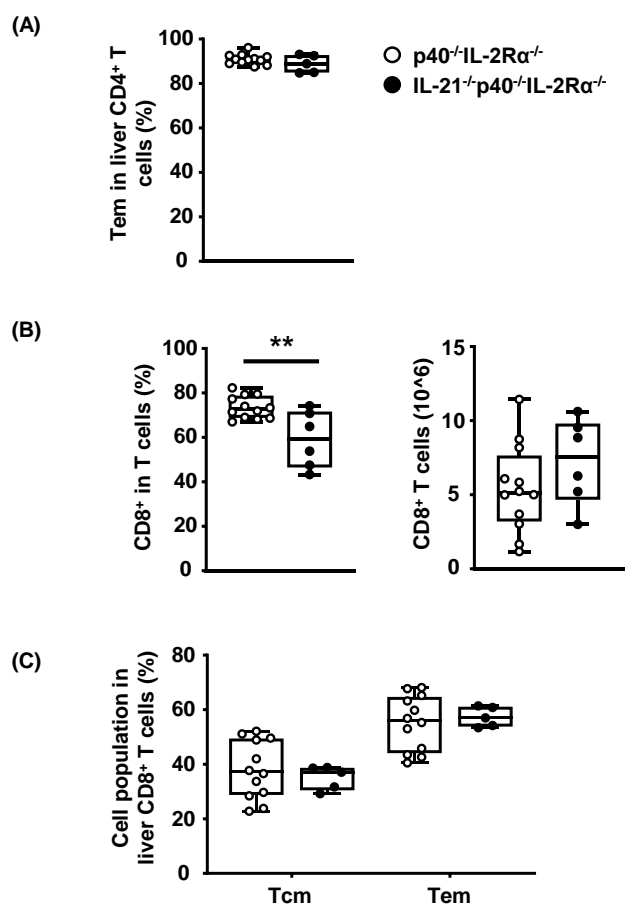 (A)
Tem in liver CD4⁺ T
cells (%)
100
80
60
40
20
0
p40⁻/⁻IL-2Rα⁻/⁻
IL-21⁻/⁻p40⁻/⁻IL-2Rα⁻/⁻
(B)
CD8⁺ in T cells (%)
100
80
60
40
20
0
**
CD8⁺ T cells (10^6)
15
10
5
0
(C)
Cell population in
liver CD8⁺ T cells (%)
80
60
40
20
0
Tcm
Tem